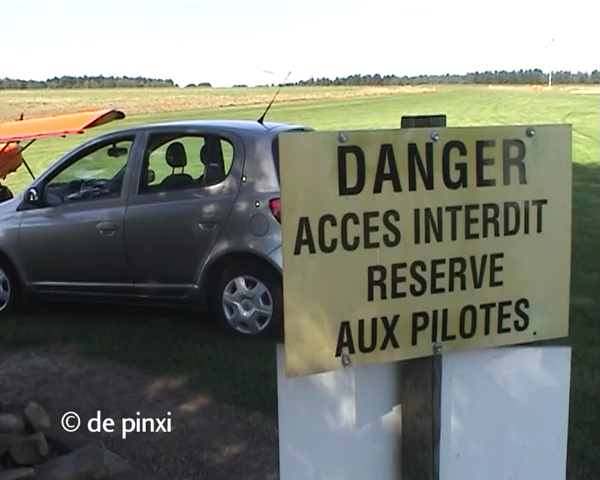 DANGER
ACCES INTERDIT
RESERVE
AUX PILOTES.
© de pinxi